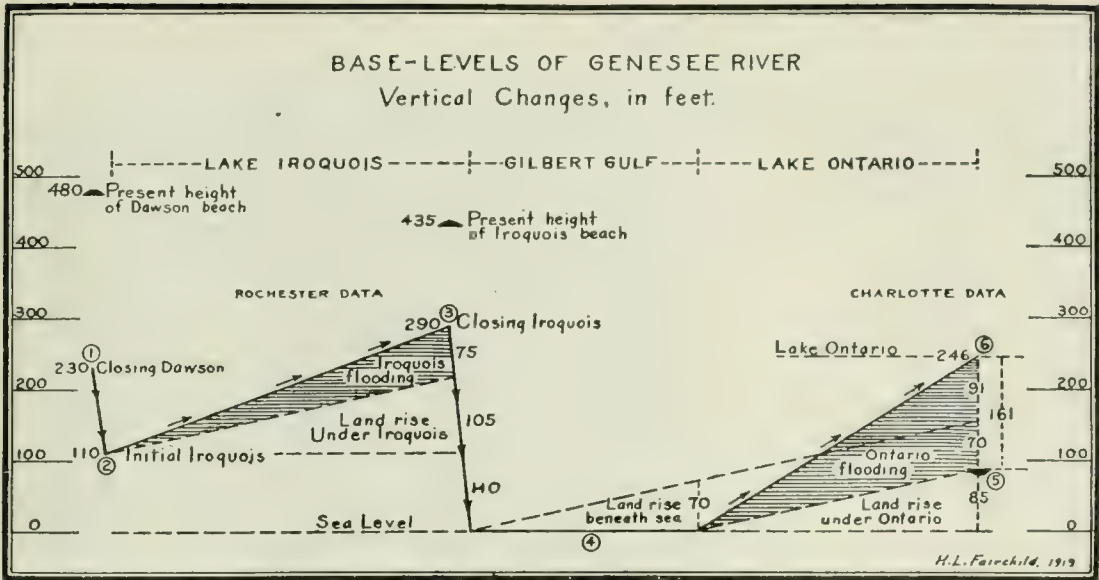 BASE-LEVELS OF GENESEE RIVER
Vertical Changes, in feet.
LAKE IROQUOIS
GILBERT GULF
LAKE ONTARIO
500
500
480
Present height
of Dawson beach
435
Present height
of Iroquois beach
400
400
ROCHESTER DATA
CHARLOTTE DATA
300
300
①
230 Closing Dawson
290
③
Closing Iroquois
75
Iroquois
flooding
Lake Ontario
246
⑥
200
200
91
161
Land rise
Under Iroquois
105
110
②
Initial Iroquois
70
Ontario
flooding
100
100
⑤
85
110
Land rise
beneath sea
70
Land rise
under Ontario
0
Sea Level
④
0
H.L. Fairchild, 1919